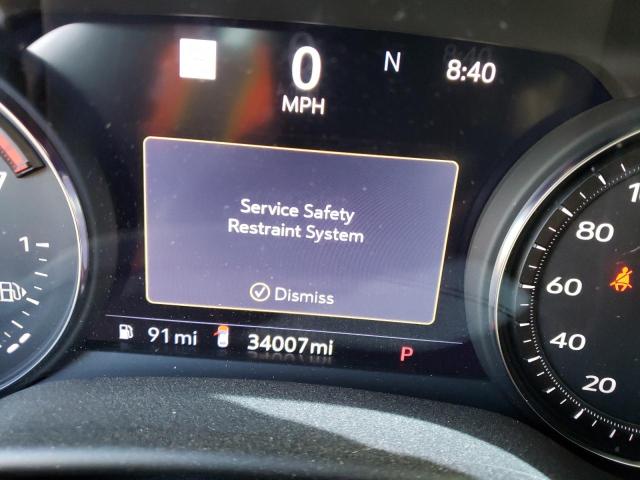 0
MPH
N
8:40
Service Safety
Restraint System
Dismiss
91 mi
34007mi
P
1
80
60
40
20